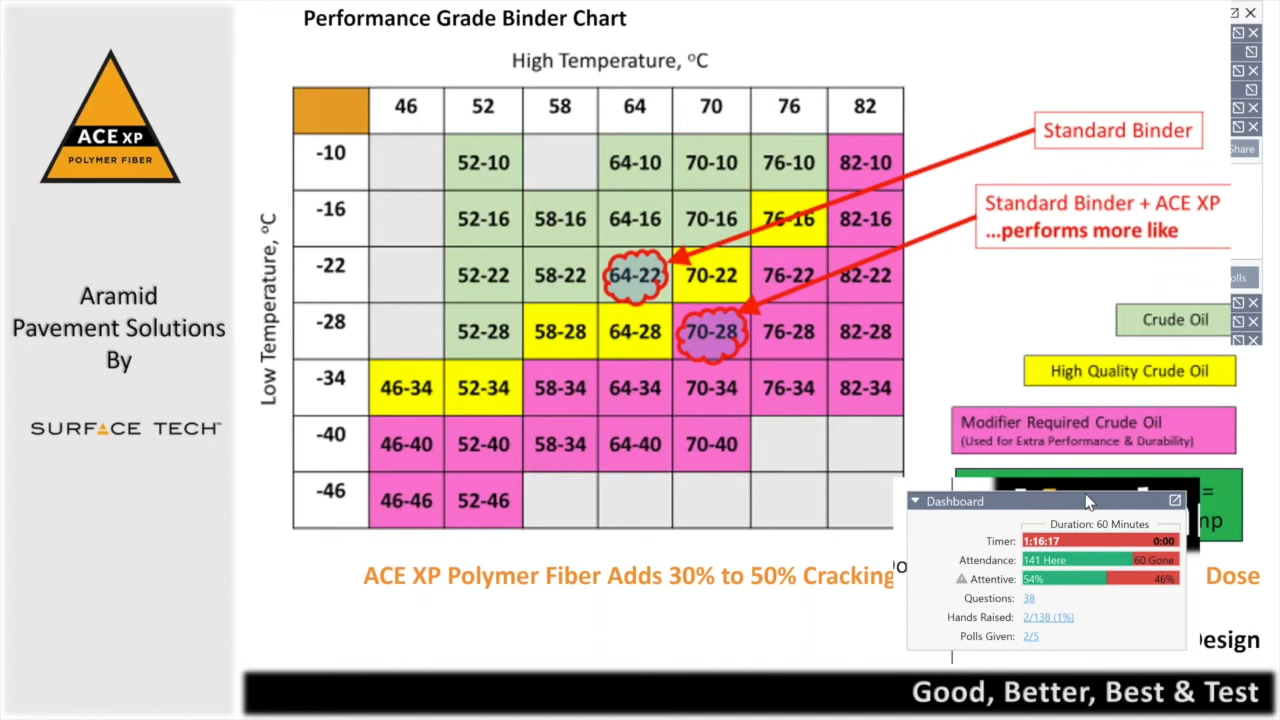 Performance Grade Binder Chart
High Temperature, °C
46 52 58 64 70 76 82
-10 52-10 64-10 70-10 76-10 82-10
-16 52-16 58-16 64-16 70-16 76-16 82-16
-22 52-22 58-22 64-22 70-22 76-22 82-22
-28 52-28 58-28 64-28 70-28 76-28 82-28
-34 46-34 52-34 58-34 64-34 70-34 76-34 82-34
-40 46-40 52-40 58-34 64-40 70-40
-46 46-46 52-46
Low Temperature, °C
ACE XP
POLYMER FIBER
Aramid
Pavement Solutions
By
SURFACE TECH
Standard Binder
Standard Binder + ACE XP
...performs more like
Share
olls
Crude Oil
High Quality Crude Oil
Modifier Required Crude Oil
(Used for Extra Performance & Durability)
=
mp
Dashboard
Duration: 60 Minutes
Timer: 1:16:17 0:00
Attendance: 141 Here 60 Gone
Attentive: 54% 46%
Questions: 38
Hands Raised: 2/138 (1%)
Polls Given: 2/5
ACE XP Polymer Fiber Adds 30% to 50% Cracking
Dose
esign
Good, Better, Best & Test